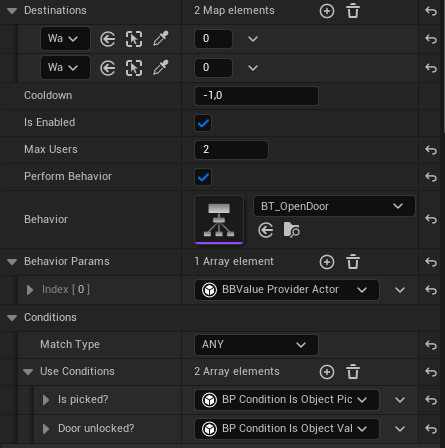 Destinations 2 Map elements
Wa 0
Wa 0
Cooldown -1,0
Is Enabled
Max Users 2
Perform Behavior
Behavior BT_OpenDoor
Behavior Params 1 Array element
Index [ 0 ] BBValue Provider Actor
Conditions
Match Type ANY
Use Conditions 2 Array elements
Is picked? BP Condition Is Object Pic
Door unlocked? BP Condition Is Object Val